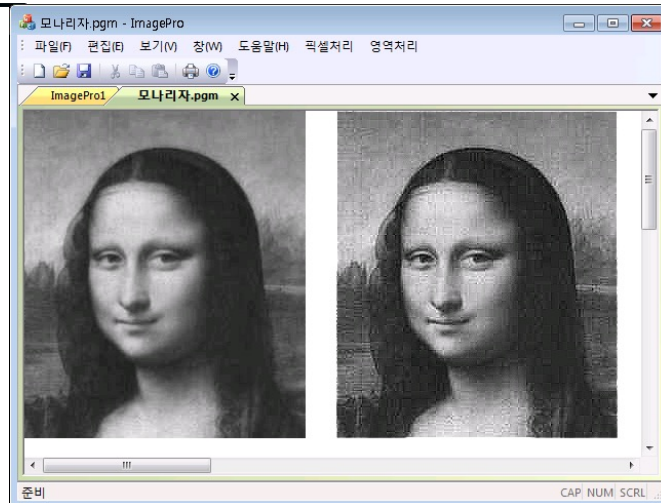 모나리자.pgm - ImagePro
파일(F) 편집(E) 보기(V) 창(W) 도움말(H) 픽셀처리 영역처리
ImagePro1 모나리자.pgm x
준비 CAP NUM SCRL